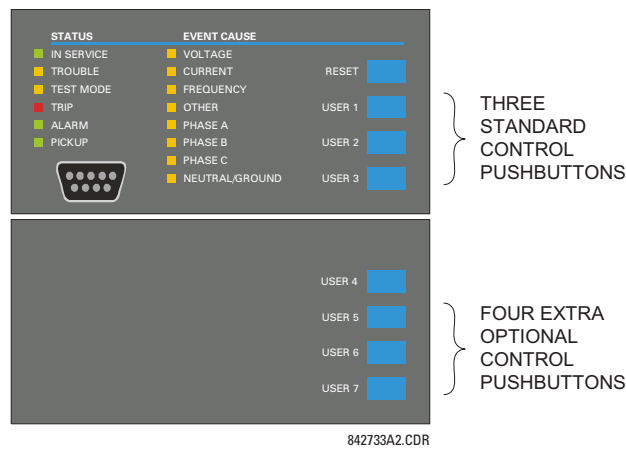 STATUS
IN SERVICE
TROUBLE
TEST MODE
TRIP
ALARM
PICKUP
EVENT CAUSE
VOLTAGE
CURRENT
FREQUENCY
OTHER
PHASE A
PHASE B
PHASE C
NEUTRAL/GROUND
RESET
USER 1
USER 2
USER 3
THREE
STANDARD
CONTROL
PUSHBUTTONS
USER 4
USER 5
USER 6
USER 7
FOUR EXTRA
OPTIONAL
CONTROL
PUSHBUTTONS
842733A2.CDR